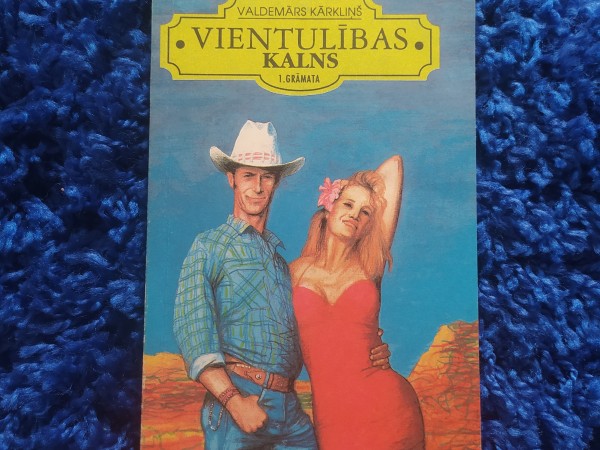 VALDEMĀRS KĀRKLIŅŠ
VIENTULĪBAS
KALNS
1. GRĀMATA